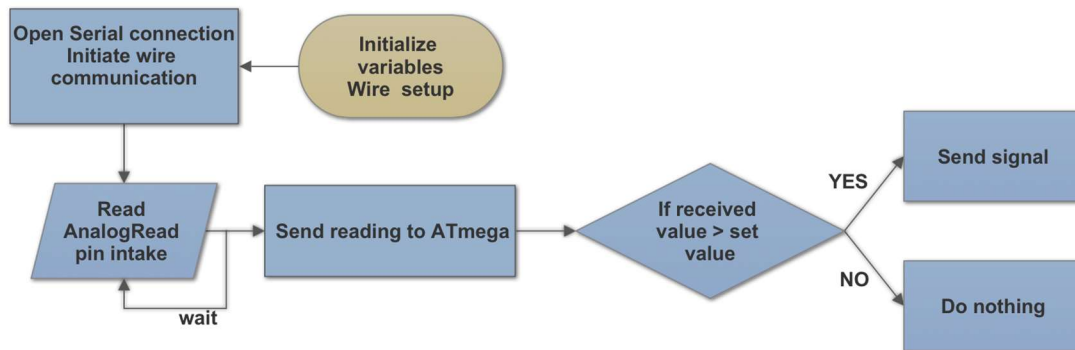 Open Serial connection
Initiate wire
communication
Initialize
variables
Wire setup
Read
AnalogRead
pin intake
wait
Send reading to ATmega
If received
value > set
value
YES
Send signal
NO
Do nothing